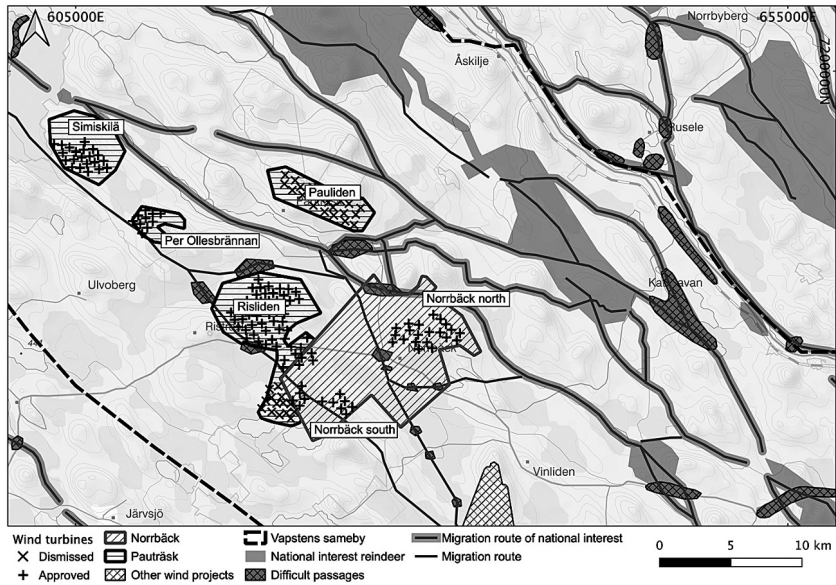 605000E
655000E
7200000N
Norrbyberg
Åskilje
Rusele
Simiskilä
Pauliden
Per Ollesbrännan
Ulvoberg
Risliden
Norrbäck north
Norrbäck south
Vinliden
Järvsjö
Wind turbines
Dismissed
Approved
Norrbäck
Pauträsk
Other wind projects
Vapstens sameby
National interest reindeer
Difficult passages
Migration route of national interest
Migration route
0 5 10 km